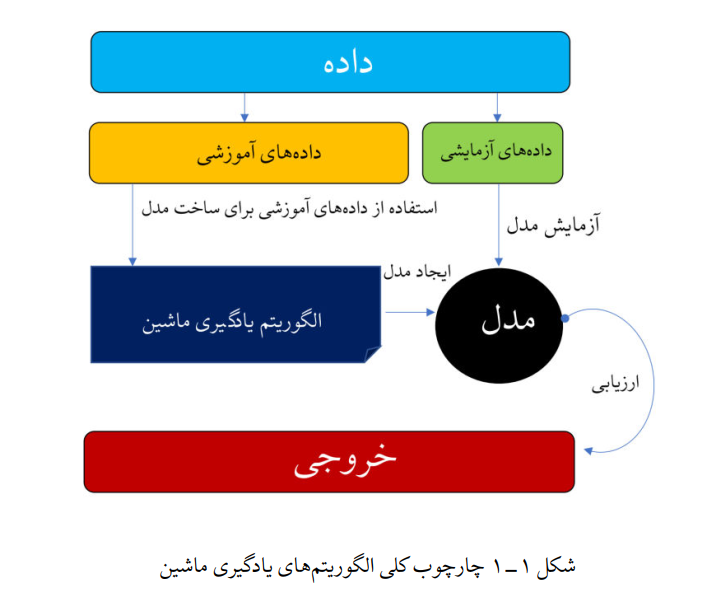 داده
داده‌های آزمایشی
داده‌های آموزشی
استفاده از داده‌های آموزشی برای ساخت مدل
آزمایش مدل
ایجاد مدل
الگوریتم یادگیری ماشین
مدل
ارزیابی
خروجی
شکل ۱ـ۱ چارچوب کلی الگوریتم‌های یادگیری ماشین